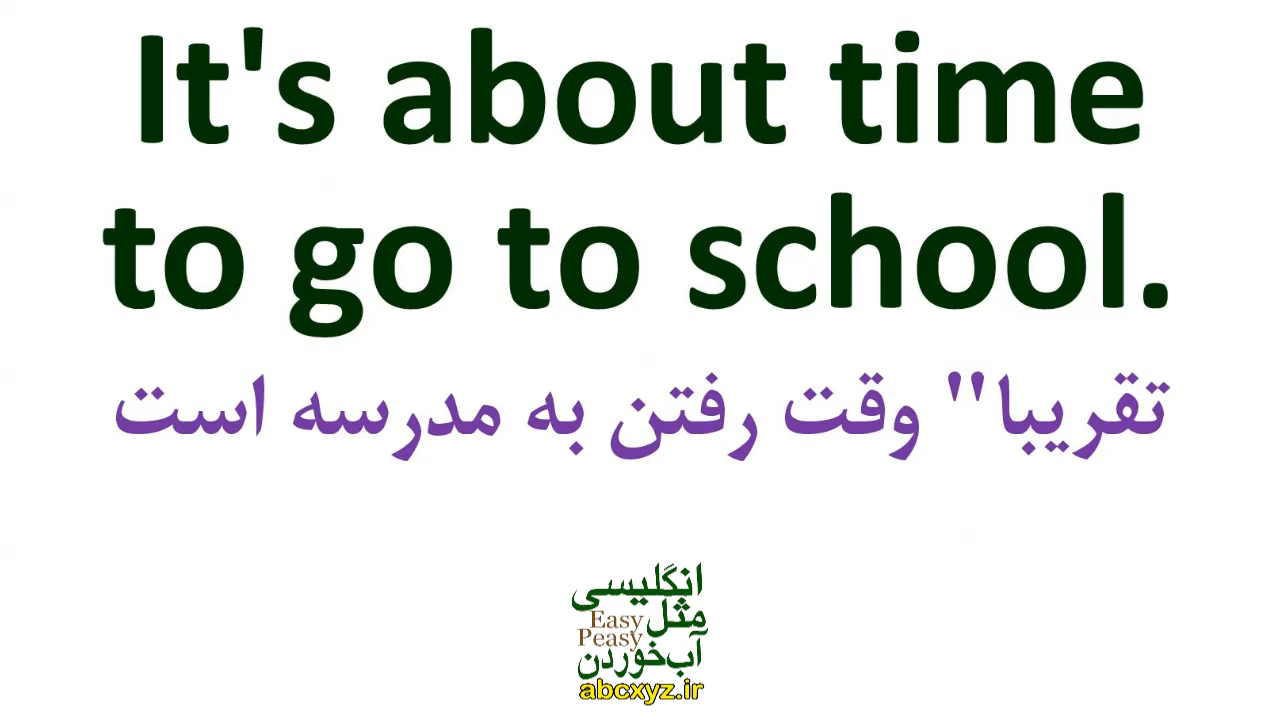 It's about time
to go to school.
تقریبا" وقت رفتن به مدرسه است
انگلیسی
مثل
Easy
Peasy
آب‌خوردن
abcxyz.ir